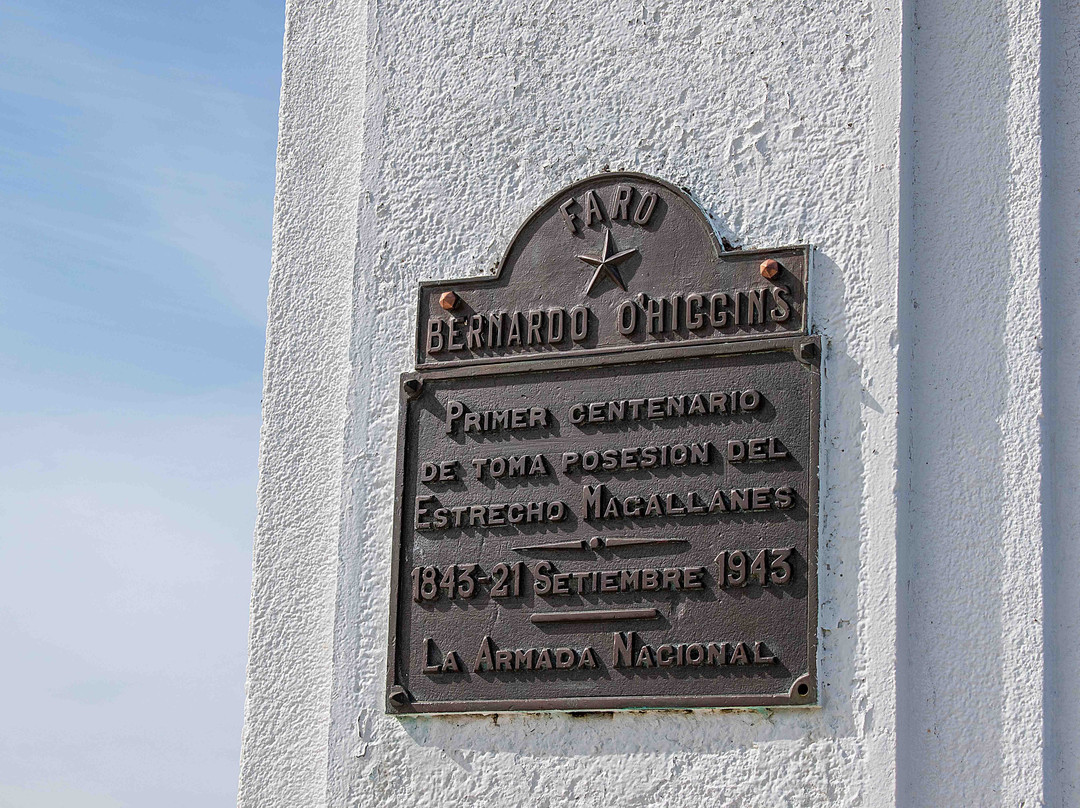 FARO
BERNARDO O'HIGGINS
PRIMER CENTENARIO
DE TOMA POSESION DEL
ESTRECHO MAGALLANES
1843-21 SETIEMBRE 1943
LA ARMADA NACIONAL